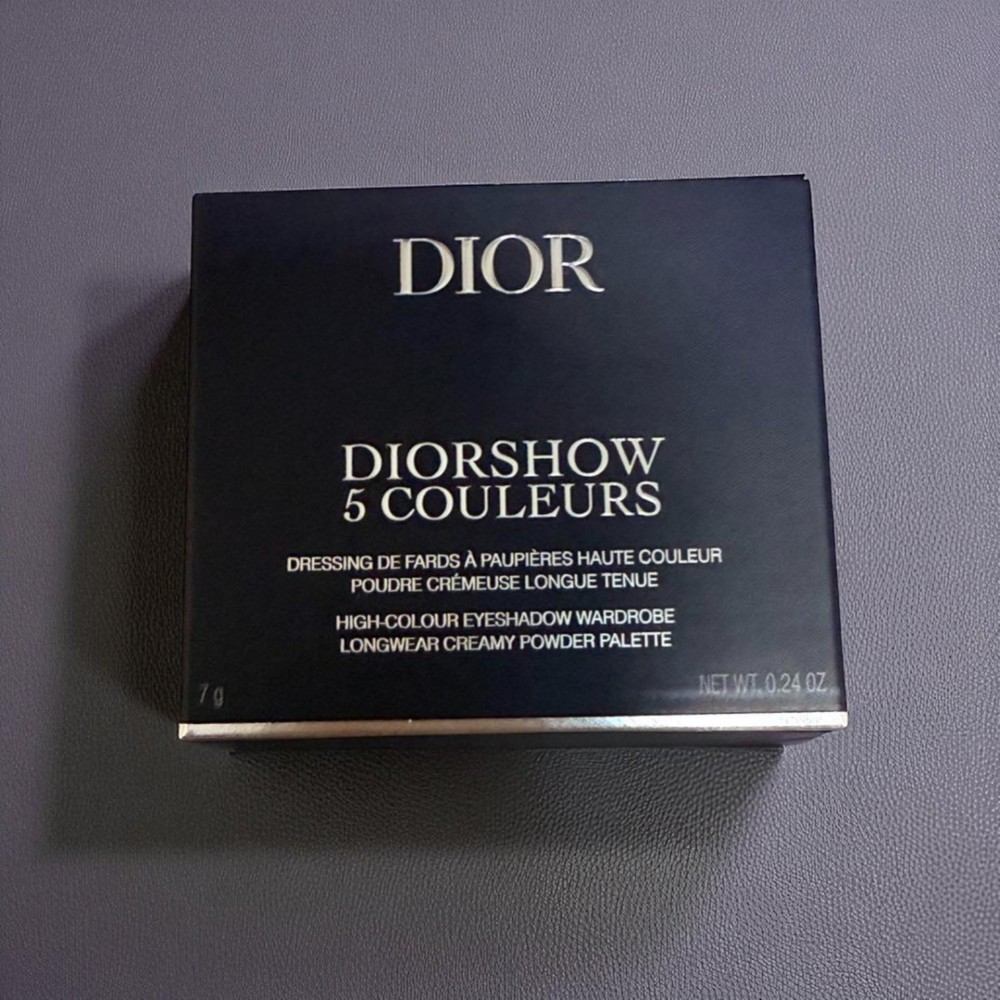 DIOR
DIORSHOW
5 COULEURS
DRESSING DE FARDS À PAUPIÈRES HAUTE COULEUR
POUDRE CRÉMEUSE LONGUE TENUE
HIGH-COLOUR EYESHADOW WARDROBE
LONGWEAR CREAMY POWDER PALETTE
7 g
NET WT. 0.24 OZ